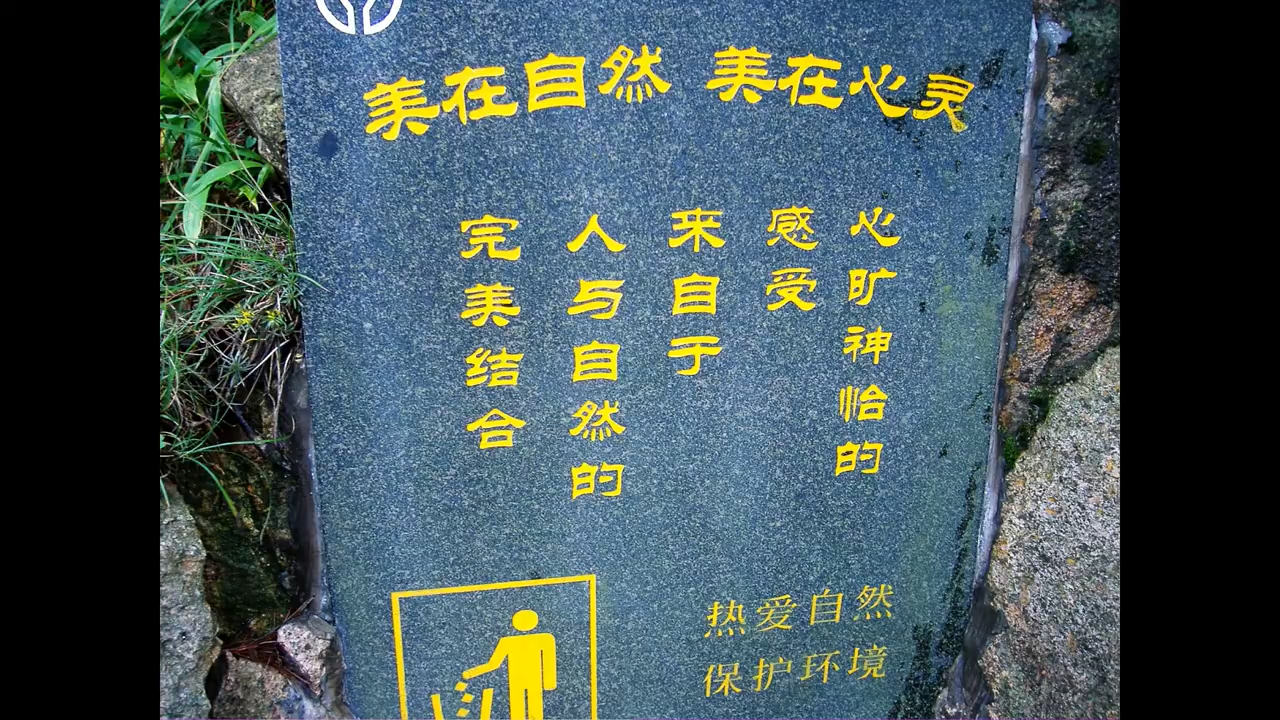 美在自然 美在心灵
心旷神怡的
感受
来自于
人与自然的
完美结合
热爱自然
保护环境